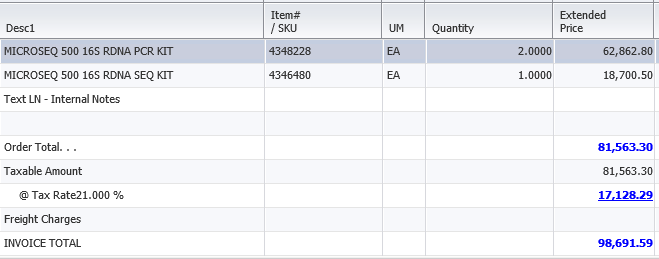 Desc1 Item# / SKU UM Quantity Extended Price
MICROSEQ 500 16S RDNA PCR KIT 4348228 EA 2.0000 62,862.80
MICROSEQ 500 16S RDNA SEQ KIT 4346480 EA 1.0000 18,700.50
Text LN - Internal Notes
Order Total. . . 81,563.30
Taxable Amount 81,563.30
@ Tax Rate21.000 % 17,128.29
Freight Charges
INVOICE TOTAL 98,691.59